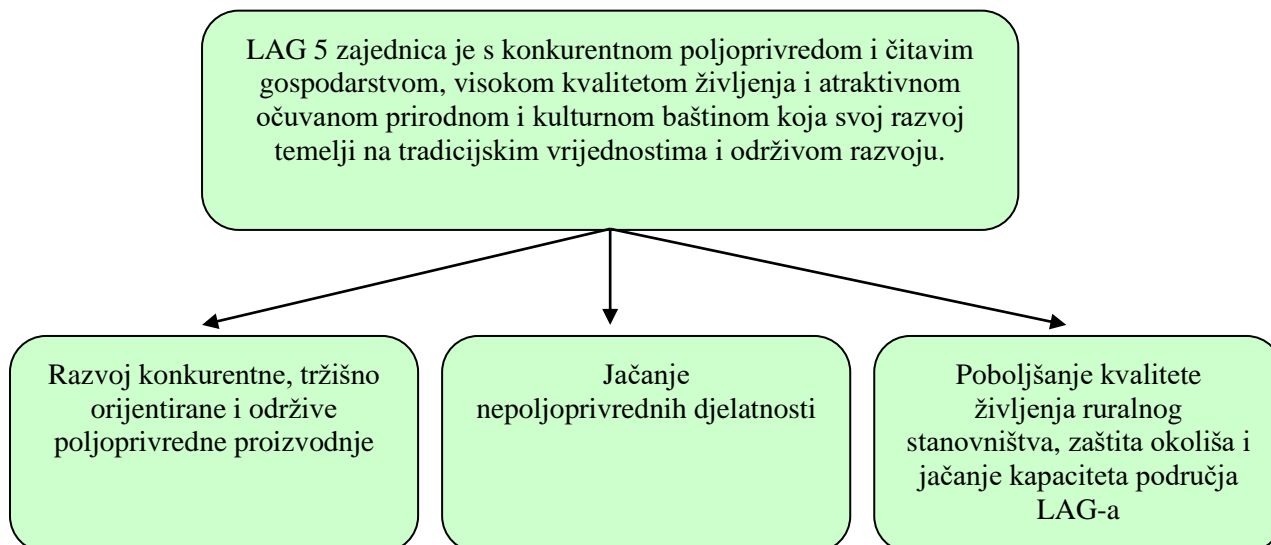 LAG 5 zajednica je s konkurentnom poljoprivredom i čitavim
gospodarstvom, visokom kvalitetom življenja i atraktivnom
očuvanom prirodnom i kulturnom baštinom koja svoj razvoj
temelji na tradicijskim vrijednostima i održivom razvoju.
Razvoj konkurentne, tržišno
orijentirane i održive
poljoprivredne proizvodnje
Jačanje
nepoljoprivrednih djelatnosti
Poboljšanje kvalitete
življenja ruralnog
stanovništva, zaštita okoliša i
jačanje kapaciteta područja
LAG-a